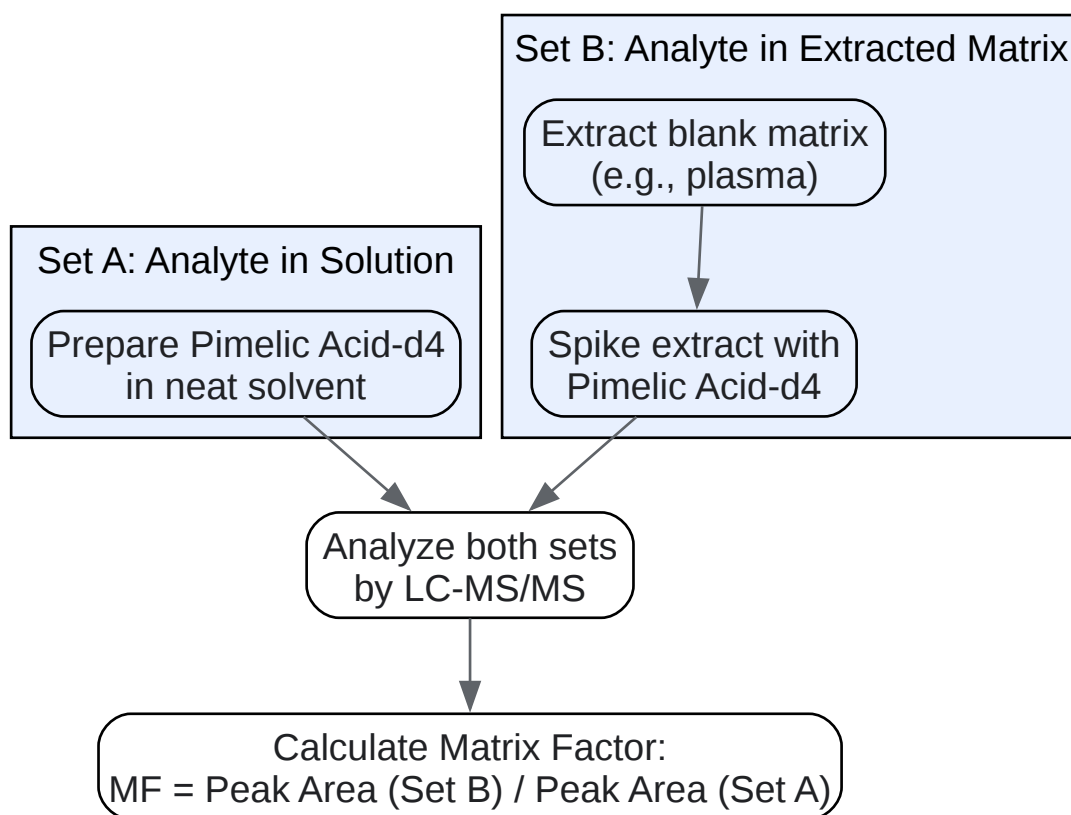 Set B: Analyte in Extracted Matrix
Extract blank matrix
(e.g., plasma)
Set A: Analyte in Solution
Prepare Pimelic Acid-d4
in neat solvent
Spike extract with
Pimelic Acid-d4
Analyze both sets
by LC-MS/MS
Calculate Matrix Factor:
MF = Peak Area (Set B) / Peak Area (Set A)